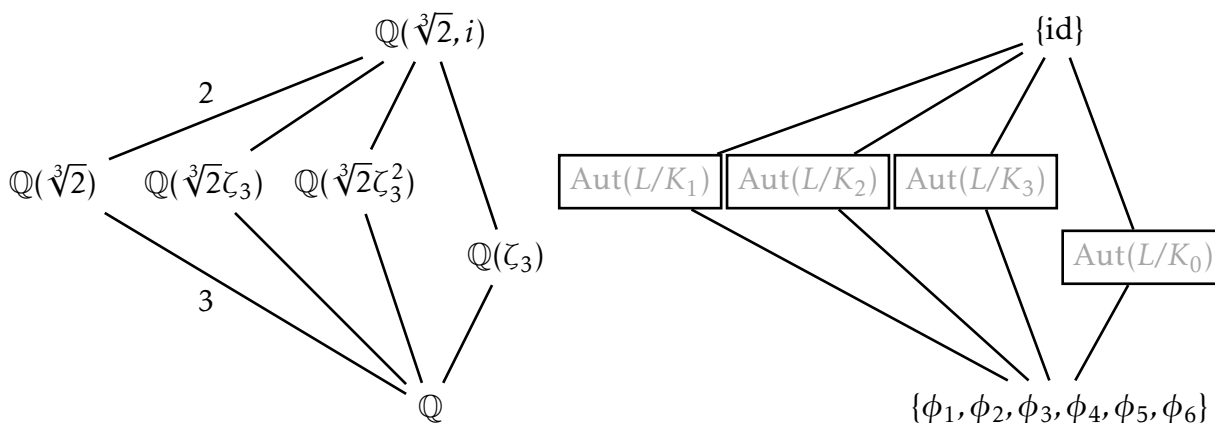 ℚ(∛2, i)
{id}
2
ℚ(∛2)
ℚ(∛2ζ₃)
ℚ(∛2ζ₃²)
Aut(L/K₁)
Aut(L/K₂)
Aut(L/K₃)
ℚ(ζ₃)
Aut(L/K₀)
3
ℚ
{ϕ₁, ϕ₂, ϕ₃, ϕ₄, ϕ₅, ϕ₆}